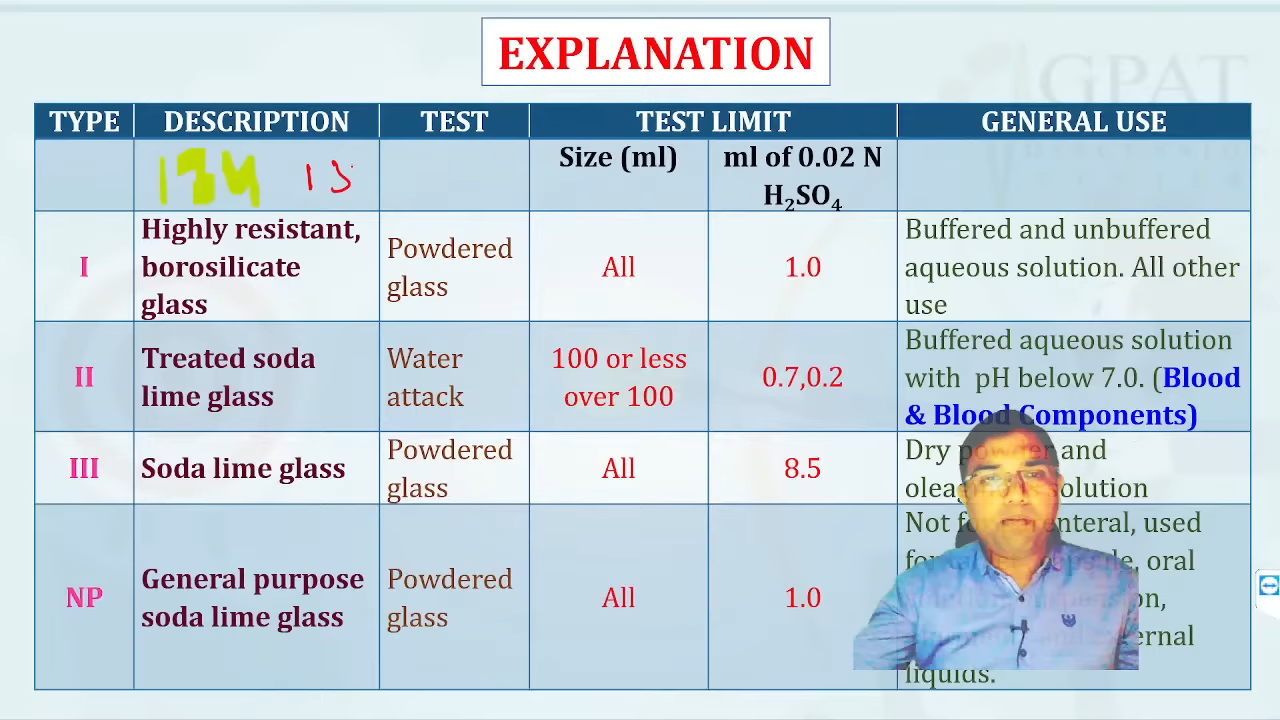 EXPLANATION
GPAT
TYPE DESCRIPTION TEST TEST LIMIT GENERAL USE
134 13
Size (ml)
ml of 0.02 N
H₂SO₄
I
Highly resistant,
borosilicate
glass
Powdered
glass
All
1.0
Buffered and unbuffered
aqueous solution. All other
use
II
Treated soda
lime glass
Water
attack
100 or less
over 100
0.7,0.2
Buffered aqueous solution
with pH below 7.0. (Blood
& Blood Components)
III
Soda lime glass
Powdered
glass
All
8.5
Dry powder and
solution
NP
General purpose
soda lime glass
Powdered
glass
All
1.0
Not used
oral
liquids.